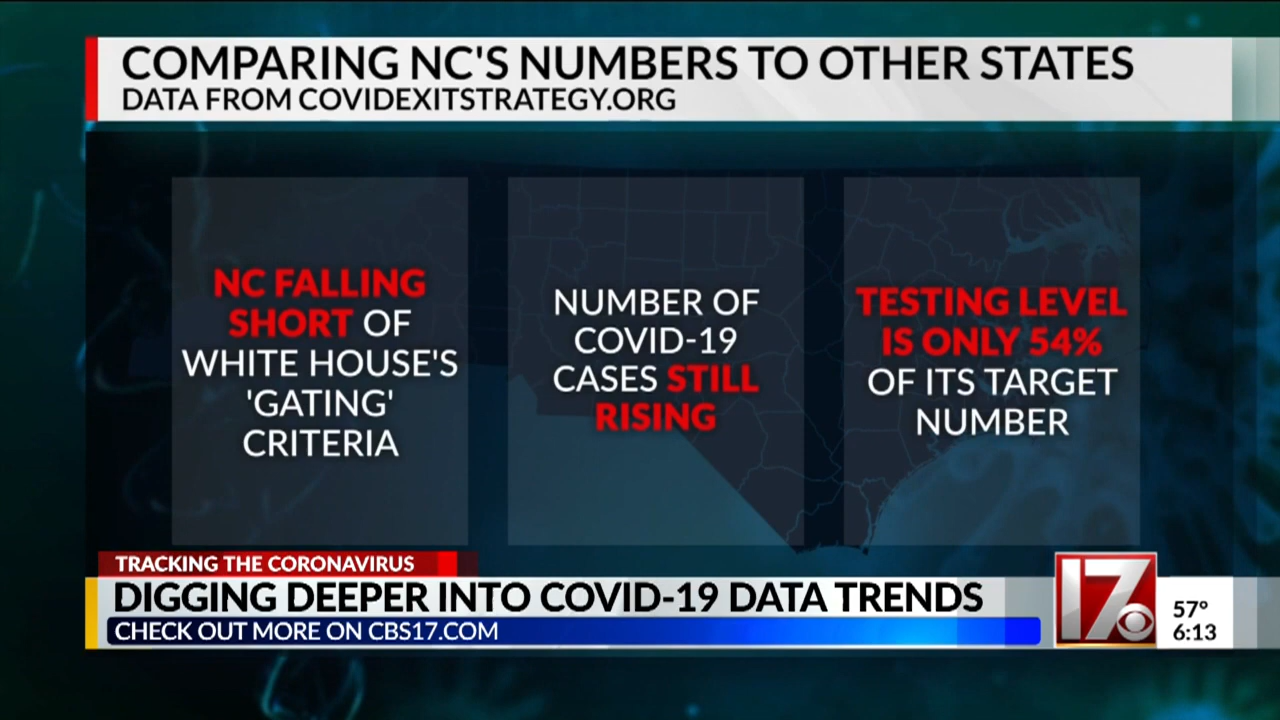 COMPARING NC'S NUMBERS TO OTHER STATES
DATA FROM COVIDEXITSTRATEGY.ORG
NC FALLING
SHORT OF
WHITE HOUSE'S
'GATING'
CRITERIA
NUMBER OF
COVID-19
CASES STILL
RISING
TESTING LEVEL
IS ONLY 54%
OF ITS TARGET
NUMBER
TRACKING THE CORONAVIRUS
DIGGING DEEPER INTO COVID-19 DATA TRENDS
CHECK OUT MORE ON CBS17.COM
17
57°
6:13